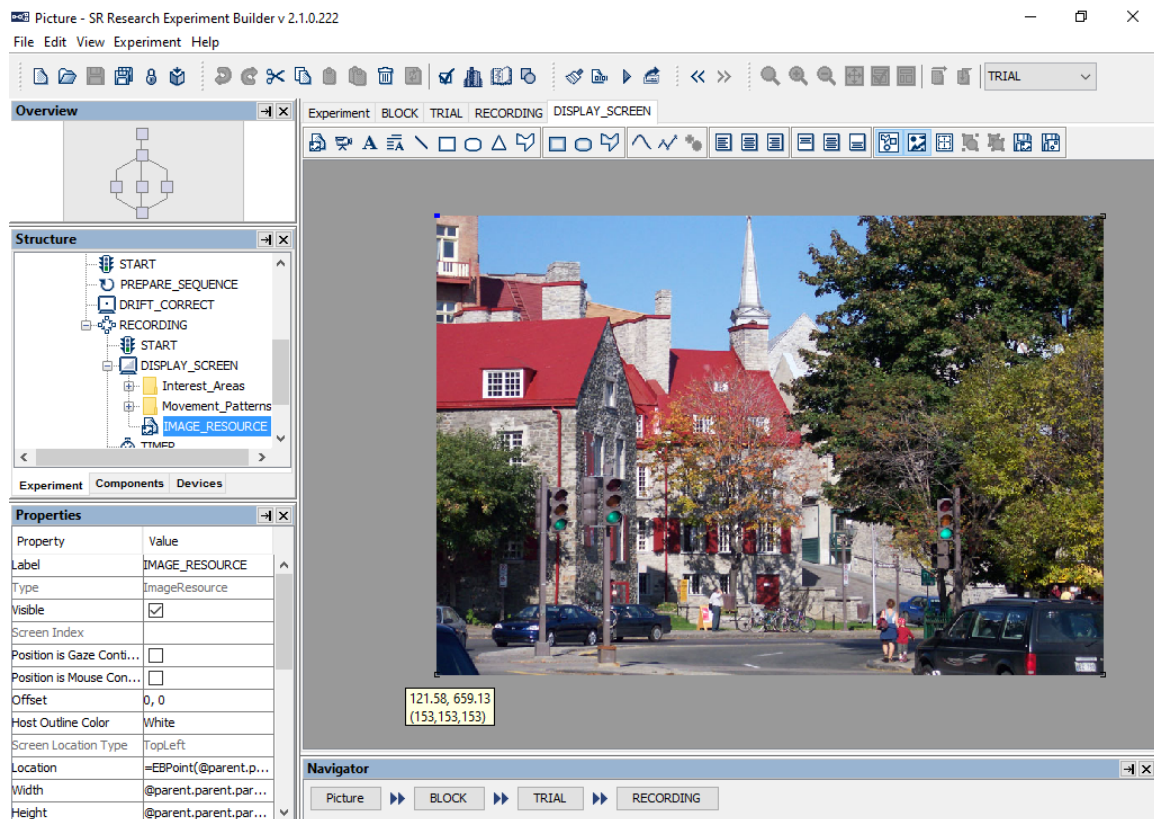 Picture - SR Research Experiment Builder v 2.1.0.222
File Edit View Experiment Help
TRIAL
Overview
Experiment BLOCK TRIAL RECORDING DISPLAY_SCREEN
Structure
START
PREPARE_SEQUENCE
DRIFT_CORRECT
RECORDING
START
DISPLAY_SCREEN
Interest_Areas
Movement_Patterns
IMAGE_RESOURCE
TIMER
Experiment Components Devices
Properties
Property Value
Label IMAGE_RESOURCE
Type ImageResource
Visible
Screen Index
Position is Gaze Conti...
Position is Mouse Con...
Offset 0, 0
Host Outline Color White
Screen Location Type TopLeft
Location =EBPoint(@parent.p...
Width @parent.parent.par...
Height @parent.parent.par...
121.58, 659.13
(153,153,153)
Navigator
Picture BLOCK TRIAL RECORDING